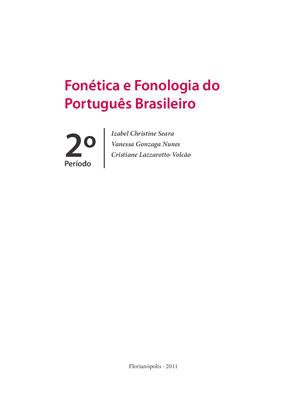 Fonética e Fonologia do
Português Brasileiro
2º
Período
Izabel Christine Seara
Vanessa Gonzaga Nunes
Cristiane Lazzarotto-Volcão
Florianópolis - 2011